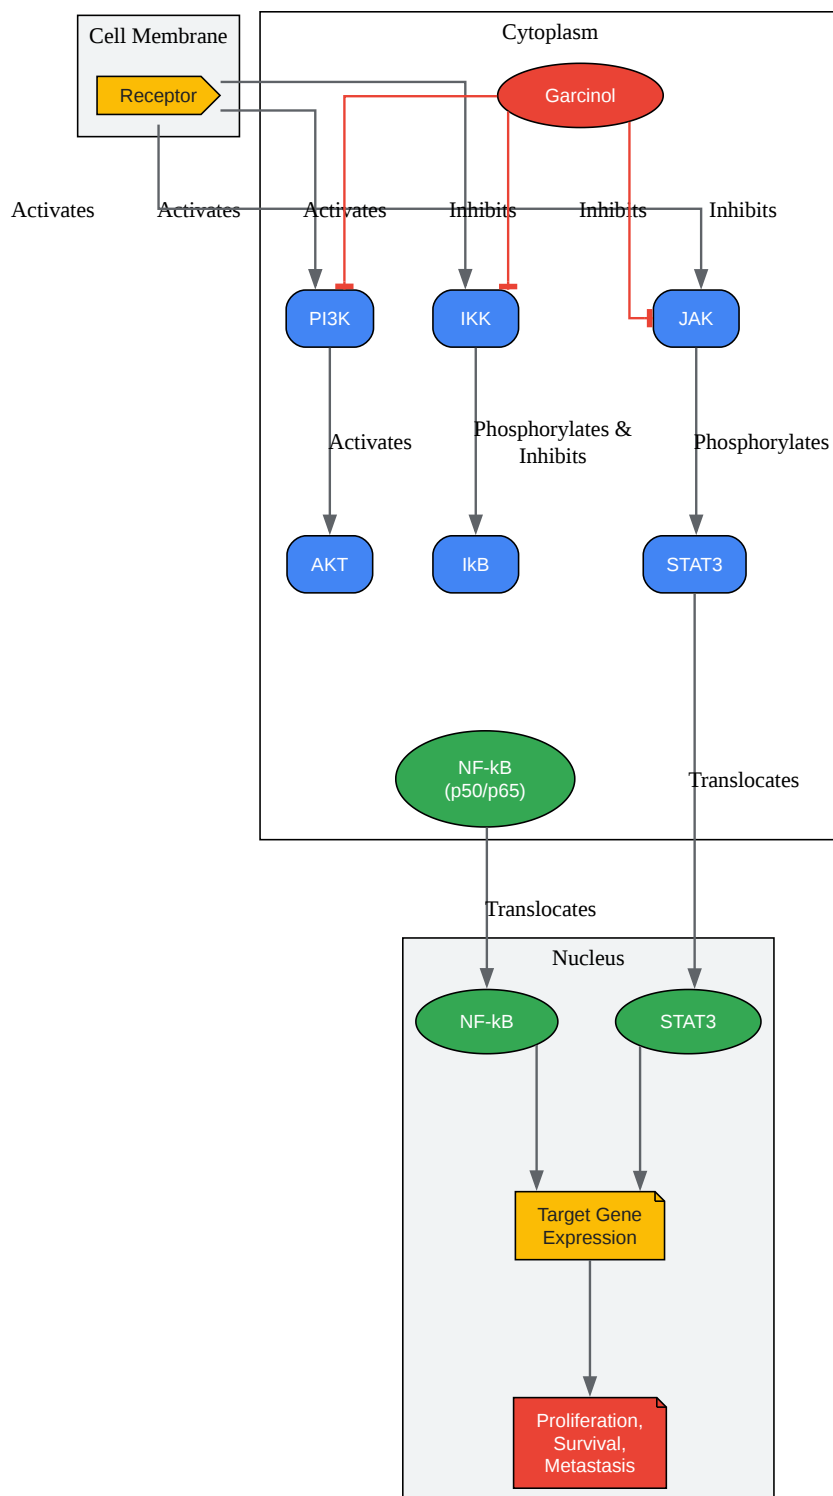 Cell Membrane
Cytoplasm
Receptor
Garcinol
Activates
Activates
Activates
Inhibits
Inhibits
Inhibits
PI3K
IKK
JAK
Activates
Phosphorylates &
Inhibits
Phosphorylates
AKT
IkB
STAT3
NF-kB
(p50/p65)
Translocates
Translocates
Nucleus
NF-kB
STAT3
Target Gene
Expression
Proliferation,
Survival,
Metastasis